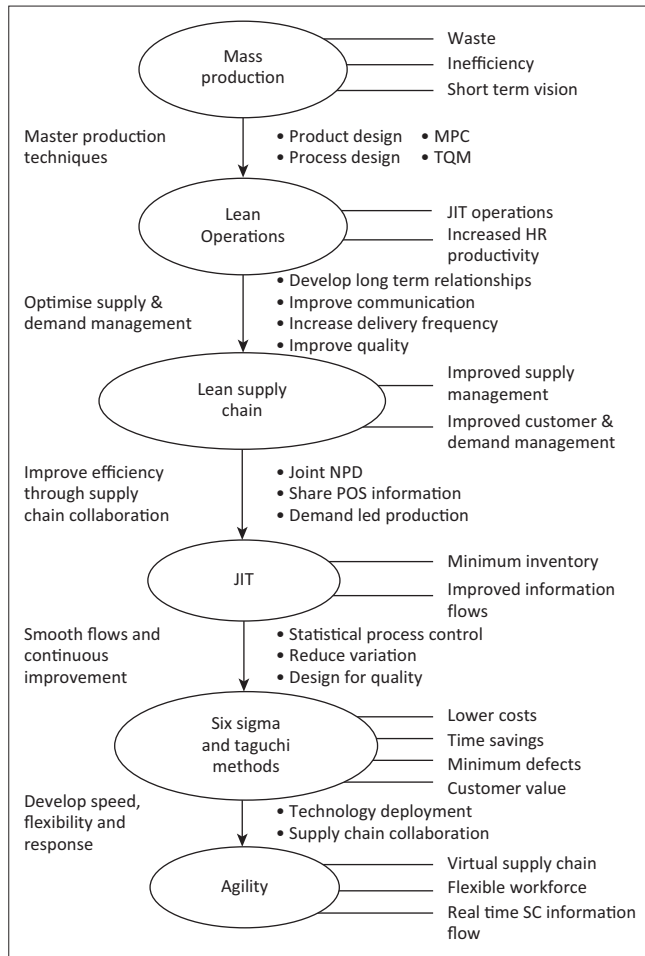 Mass
production
Waste
Inefficiency
Short term vision
Master production
techniques
• Product design • MPC
• Process design • TQM
Lean
Operations
JIT operations
Increased HR
productivity
Optimise supply &
demand management
• Develop long term relationships
• Improve communication
• Increase delivery frequency
• Improve quality
Lean supply
chain
Improved supply
management
Improved customer &
demand management
Improve efficiency
through supply
chain collaboration
• Joint NPD
• Share POS information
• Demand led production
JIT
Minimum inventory
Improved information
flows
Smooth flows and
continuous
improvement
• Statistical process control
• Reduce variation
• Design for quality
Six sigma
and taguchi
methods
Lower costs
Time savings
Minimum defects
Customer value
Develop speed,
flexibility and
response
• Technology deployment
• Supply chain collaboration
Agility
Virtual supply chain
Flexible workforce
Real time SC information
flow